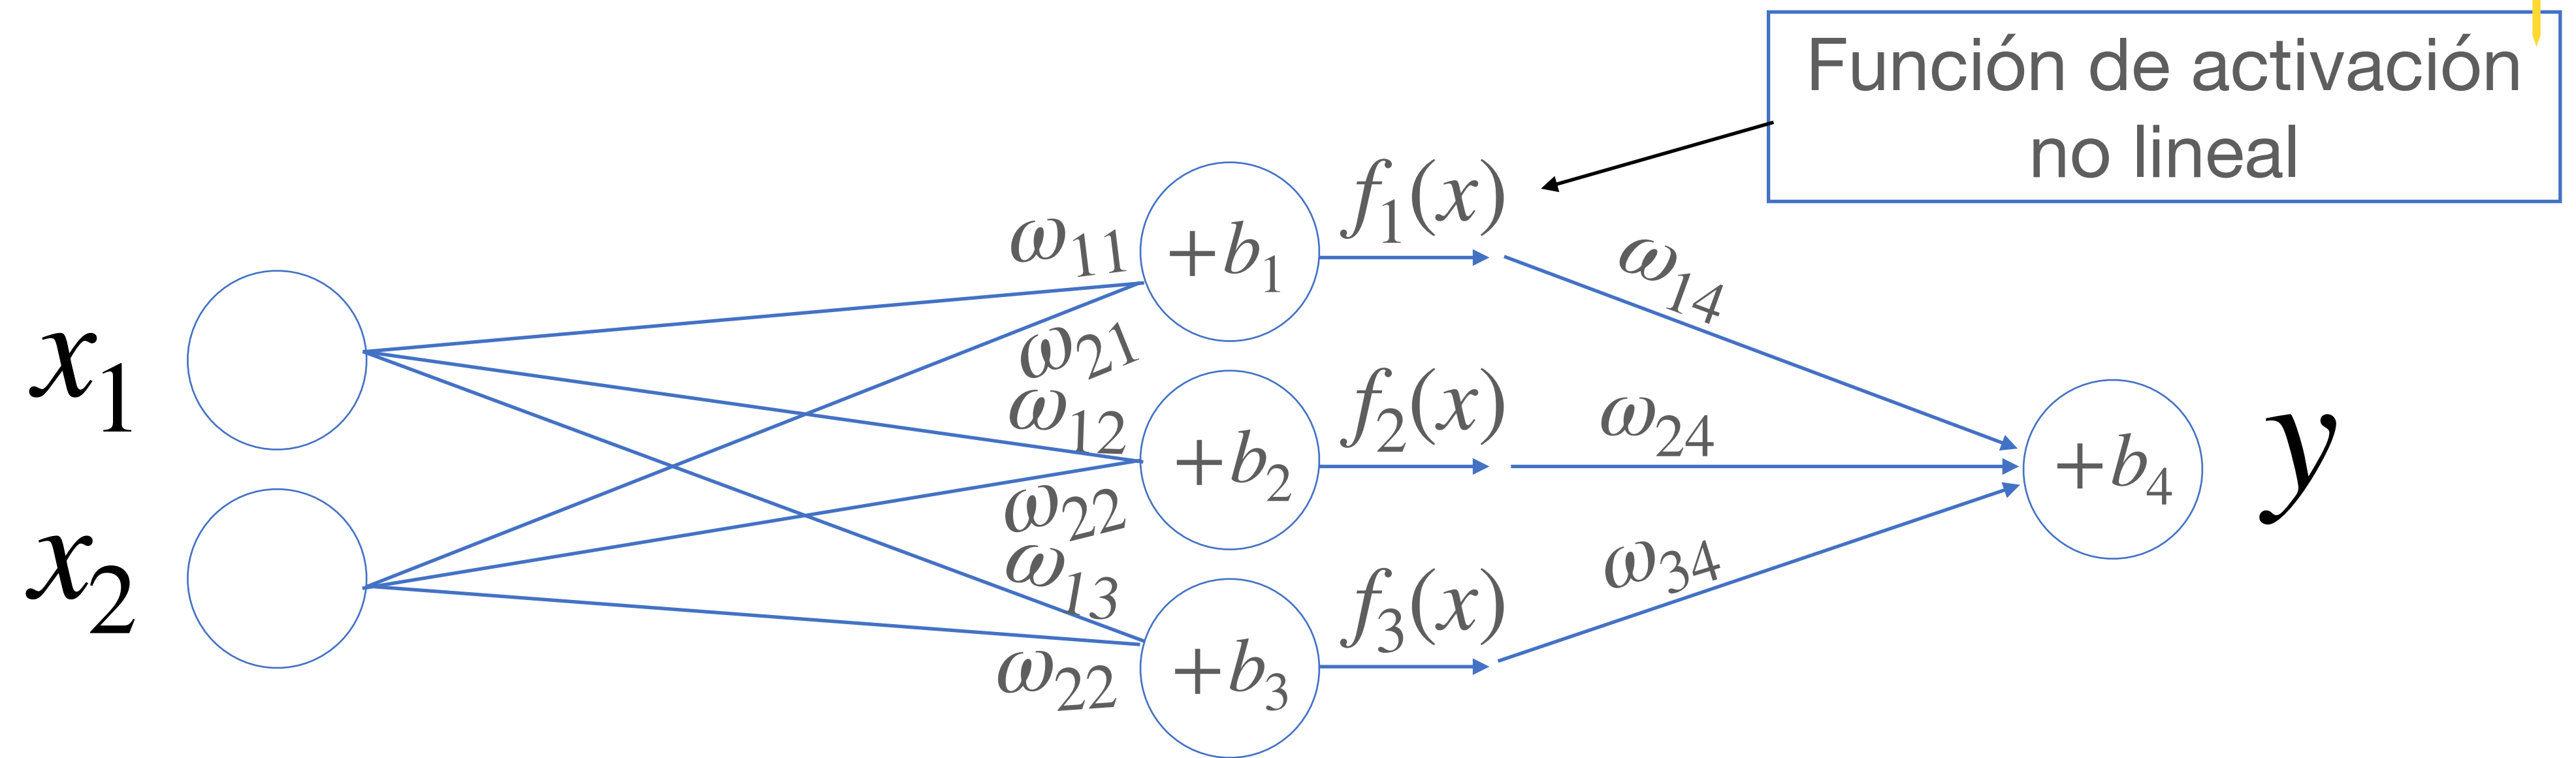 Función de activación
no lineal
f₁(x)
ω₁₁
+b₁
ω₁₄
ω₂₁
x₁
f₂(x)
ω₁₂
ω₂₄
+b₂
+b₄
y
ω₂₂
x₂
ω₁₃
f₃(x)
ω₃₄
ω₂₂
+b₃